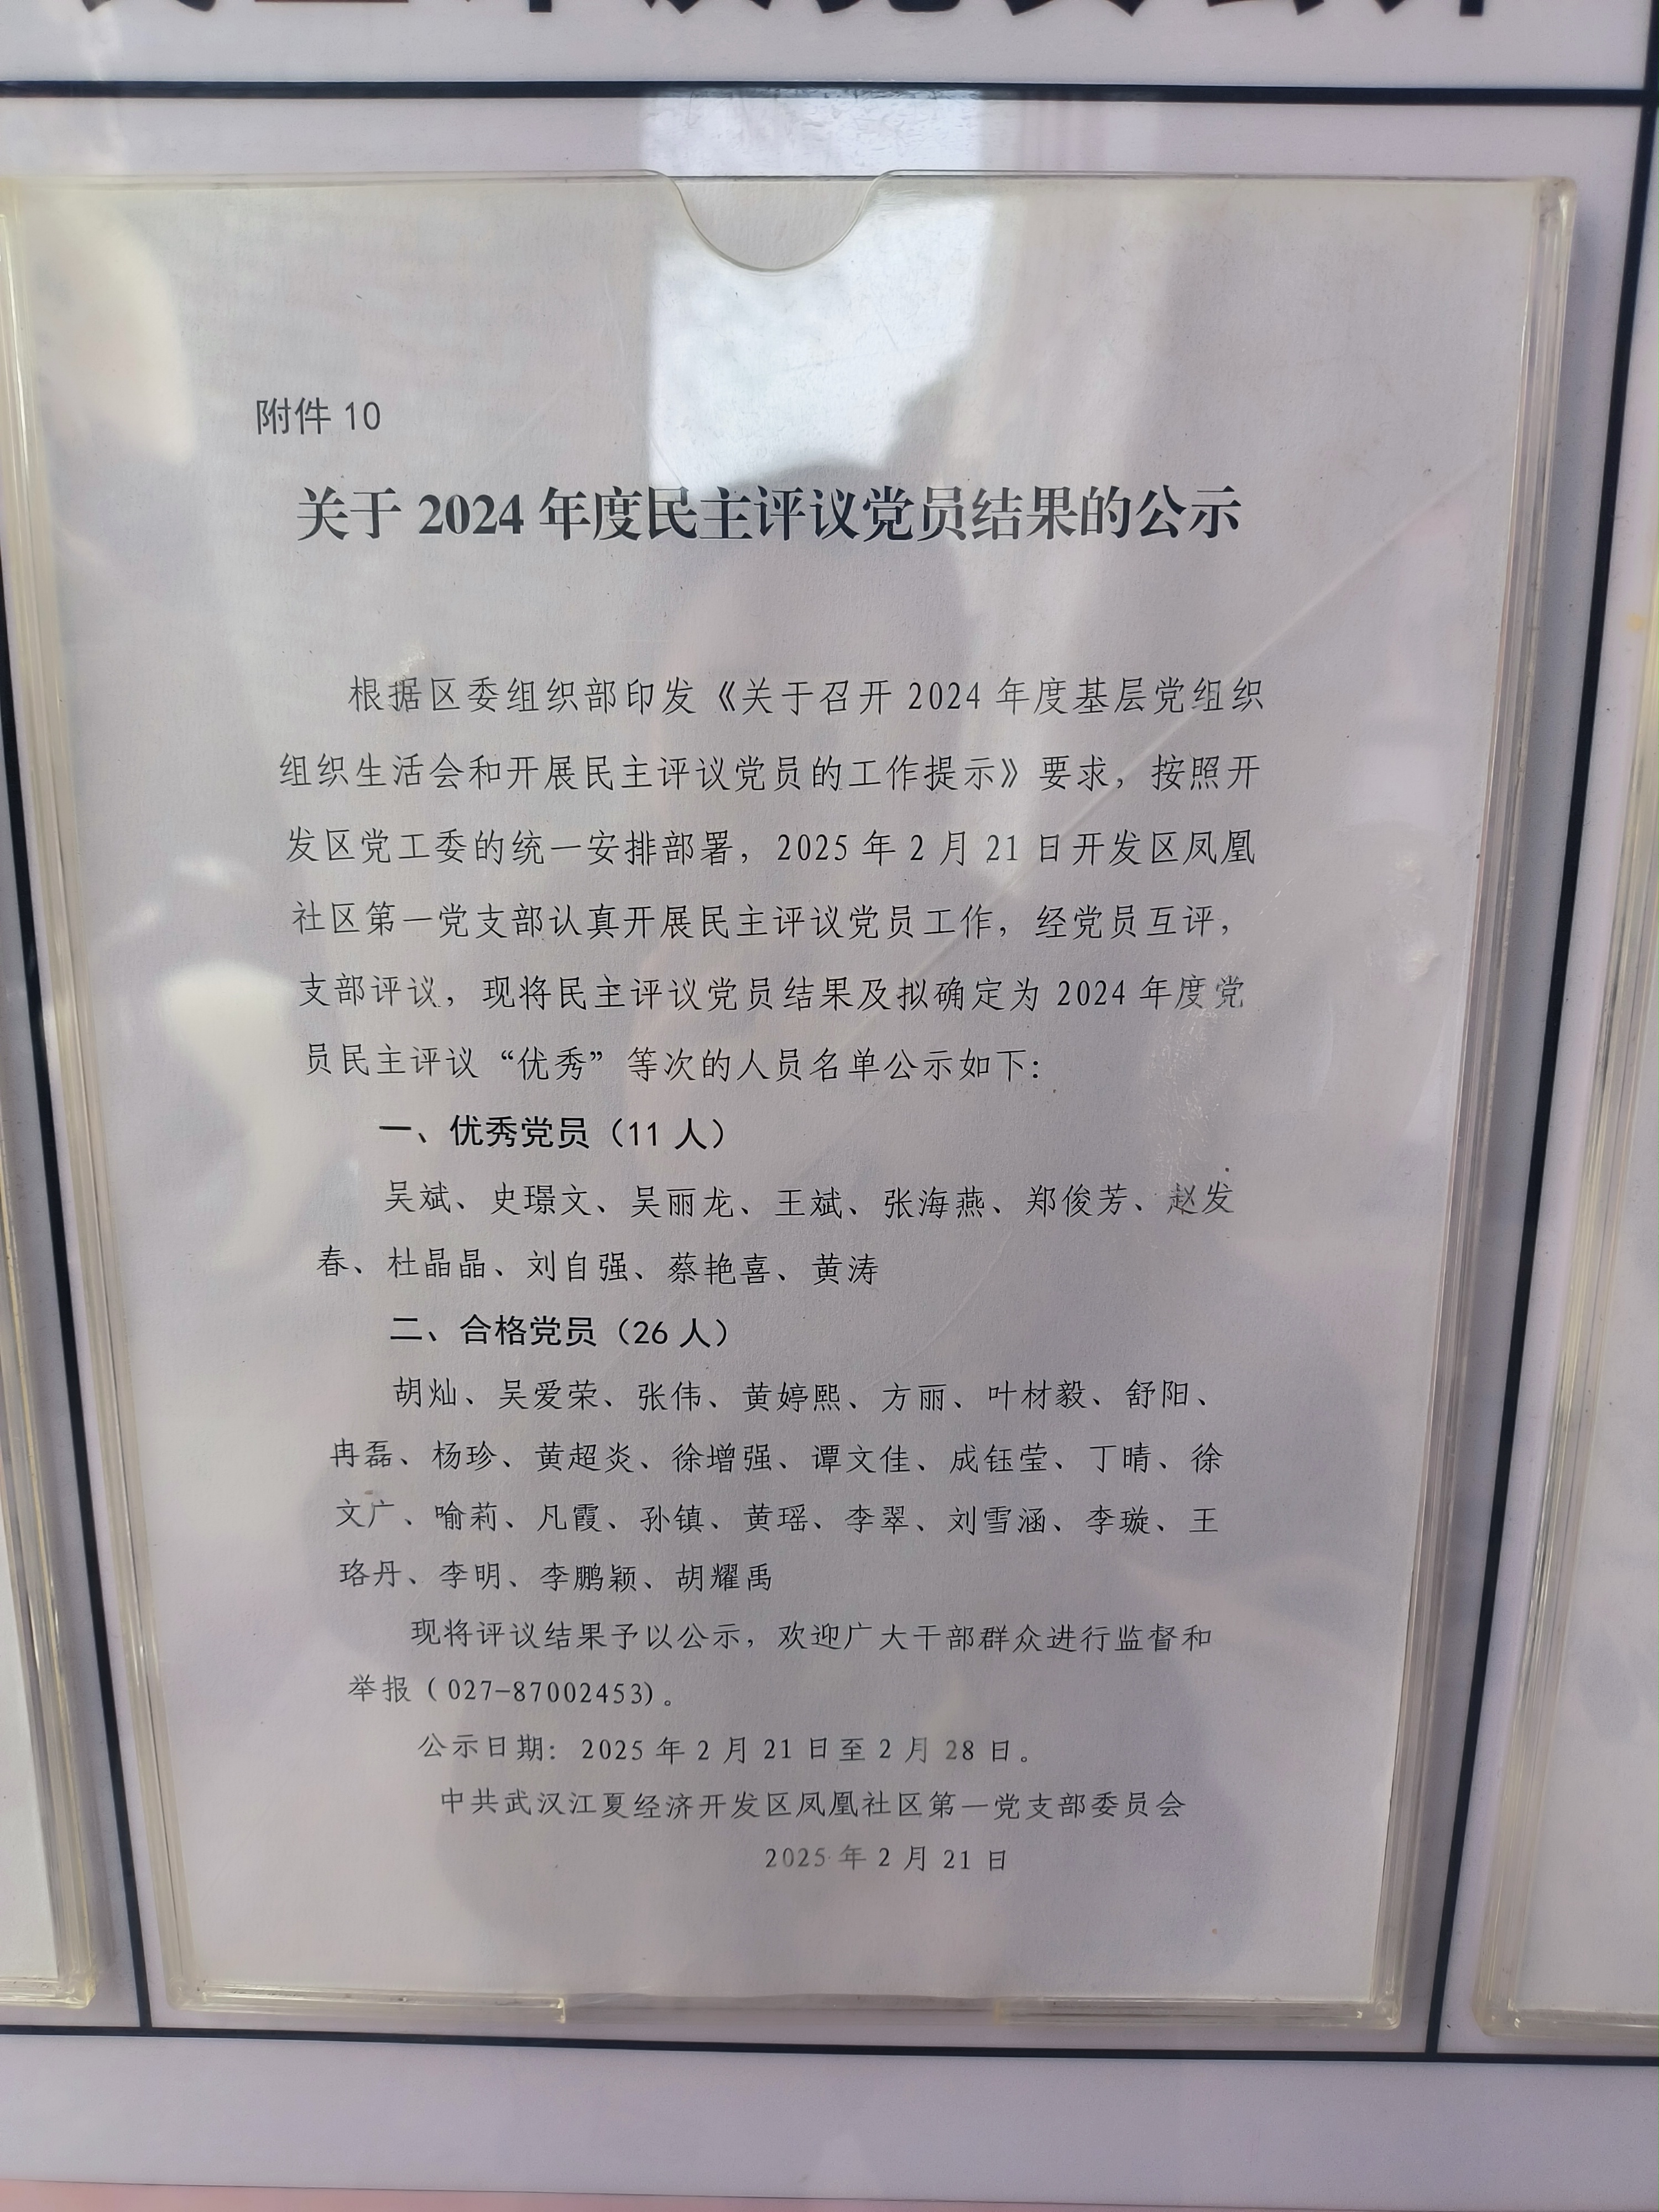 附件 10
关于 2024 年度民主评议党员结果的公示
根据区委组织部印发《关于召开 2024 年度基层党组织
组织生活会和开展民主评议党员的工作提示》要求，按照开
发区党工委的统一安排部署，2025 年 2 月 21 日开发区凤凰
社区第一党支部认真开展民主评议党员工作，经党员互评，
支部评议，现将民主评议党员结果及拟确定为 2024 年度党
员民主评议“优秀”等次的人员名单公示如下：
一、优秀党员（11 人）
吴斌、史璟文、吴丽龙、王斌、张海燕、郑俊芳、赵发
春、杜晶晶、刘自强、蔡艳喜、黄涛
二、合格党员（26 人）
胡灿、吴爱荣、张伟、黄婷熙、方丽、叶材毅、舒阳、
冉磊、杨珍、黄超炎、徐增强、谭文佳、成钰莹、丁晴、徐
文广、喻莉、凡霞、孙镇、黄瑶、李翠、刘雪涵、李璇、王
珞丹、李明、李鹏颖、胡耀禹
现将评议结果予以公示，欢迎广大干部群众进行监督和
举报（027-87002453）。
公示日期：2025 年 2 月 21 日至 2 月 28 日。
中共武汉江夏经济开发区凤凰社区第一党支部委员会
2025 年 2 月 21 日